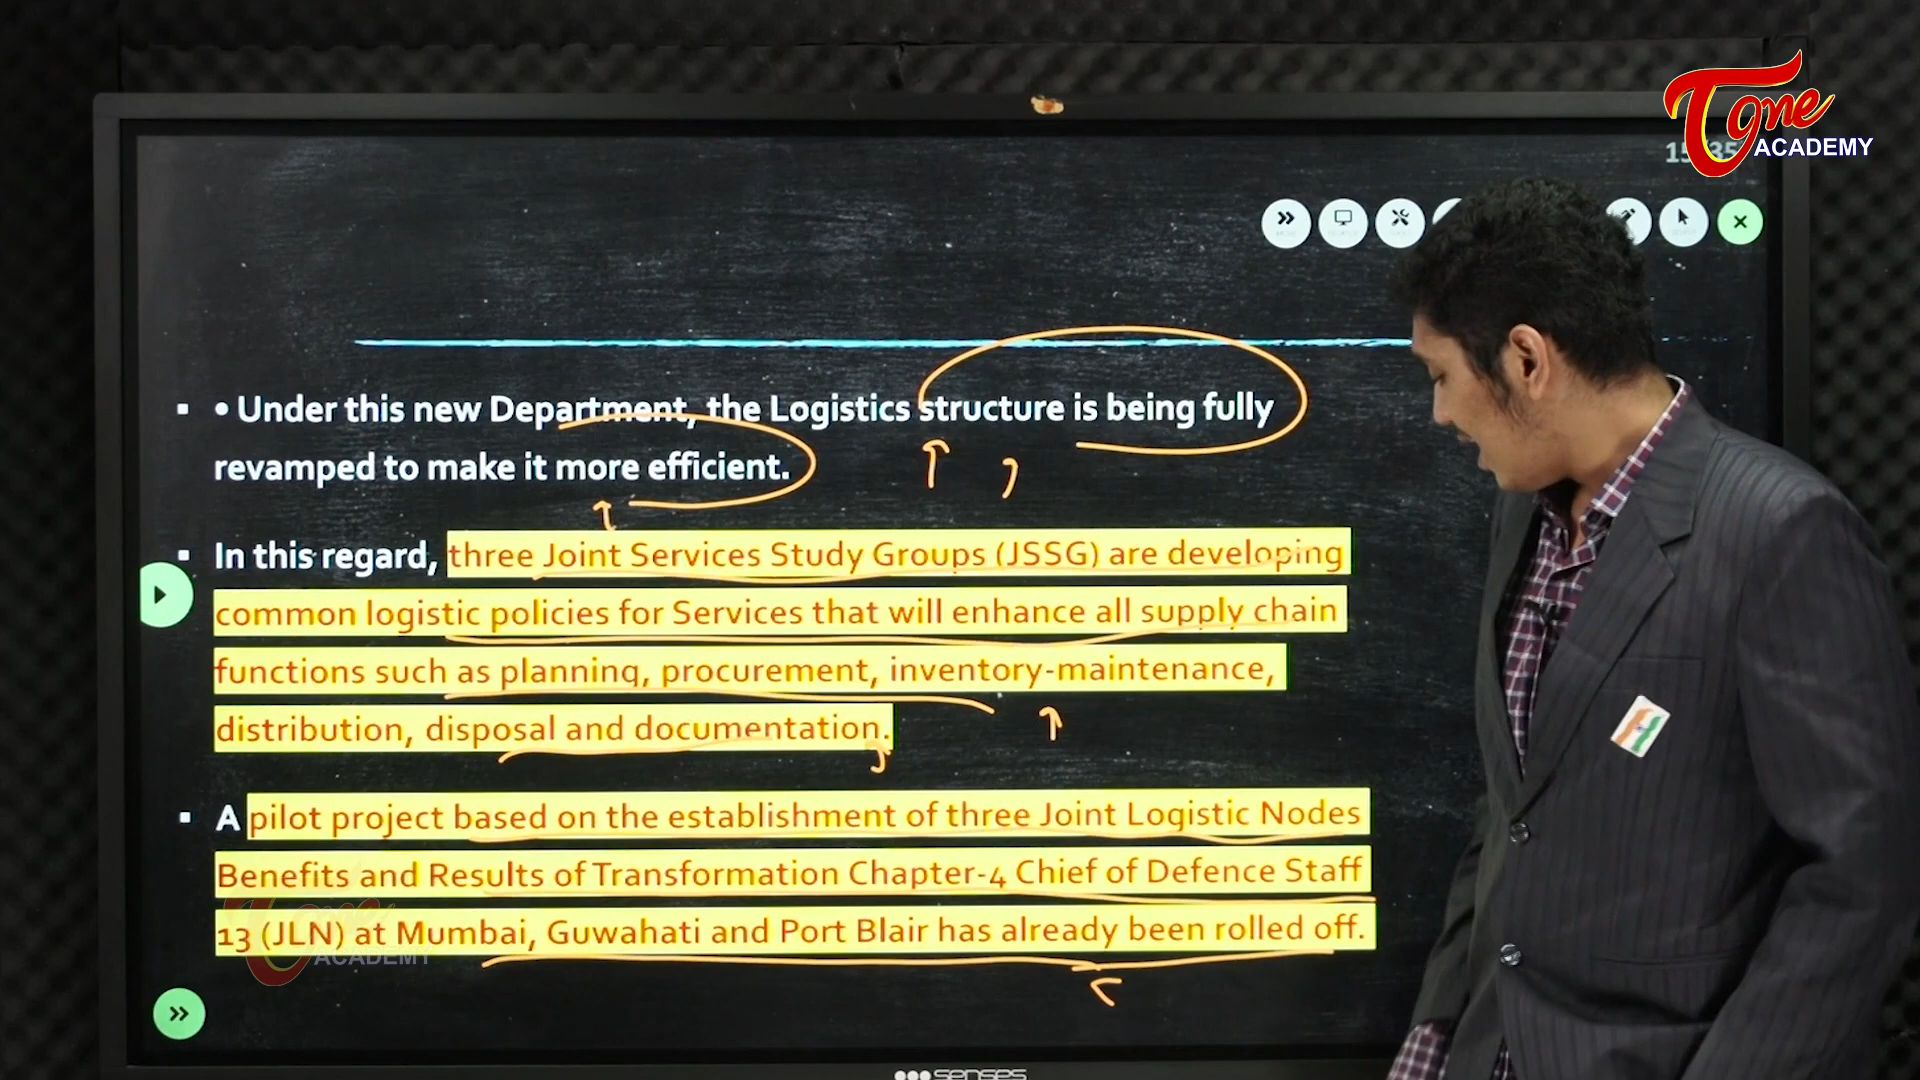 Tone
ACADEMY
• Under this new Department, the Logistics structure is being fully
revamped to make it more efficient.
In this regard, three Joint Services Study Groups (JSSG) are developing
common logistic policies for Services that will enhance all supply chain
functions such as planning, procurement, inventory-maintenance,
distribution, disposal and documentation.
A pilot project based on the establishment of three Joint Logistic Nodes
Benefits and Results of Transformation Chapter-4 Chief of Defence Staff
13 (JLN) at Mumbai, Guwahati and Port Blair has already been rolled off.
Tone
ACADEMY
senses